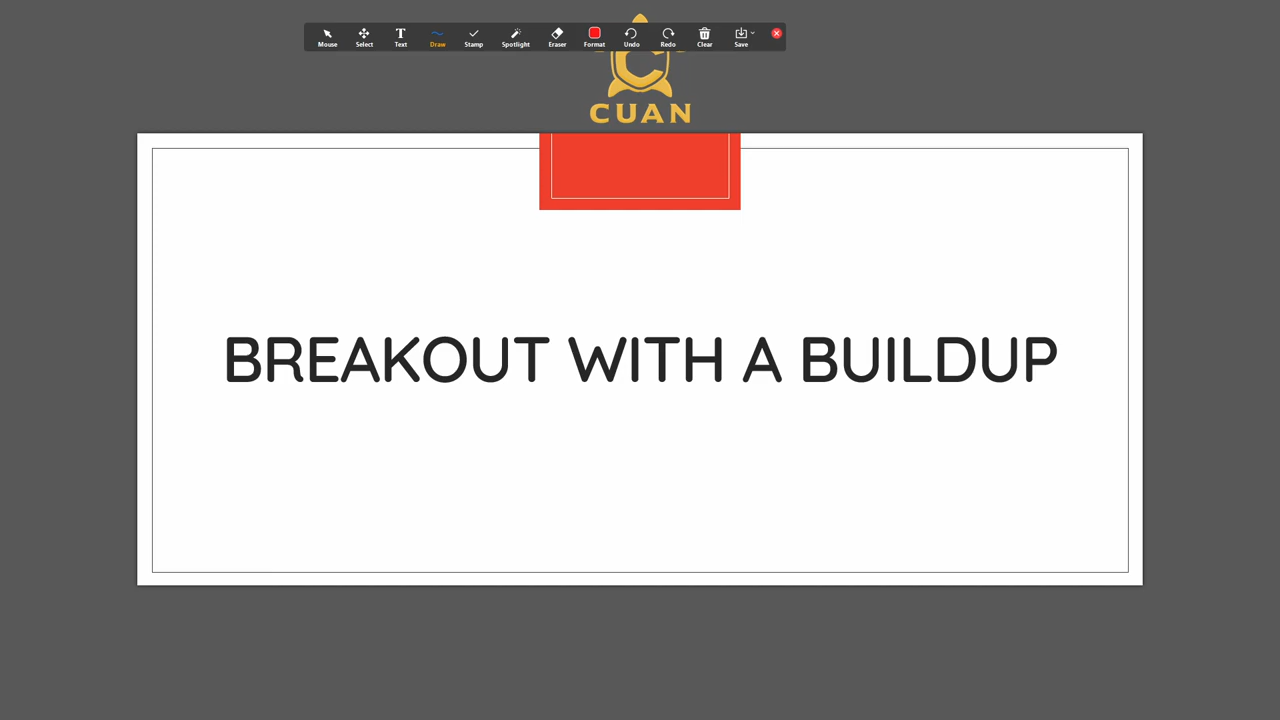 Mouse Select Text Draw Stamp Spotlight Eraser Format Undo Redo Clear Save
C
CUAN
BREAKOUT WITH A BUILDUP